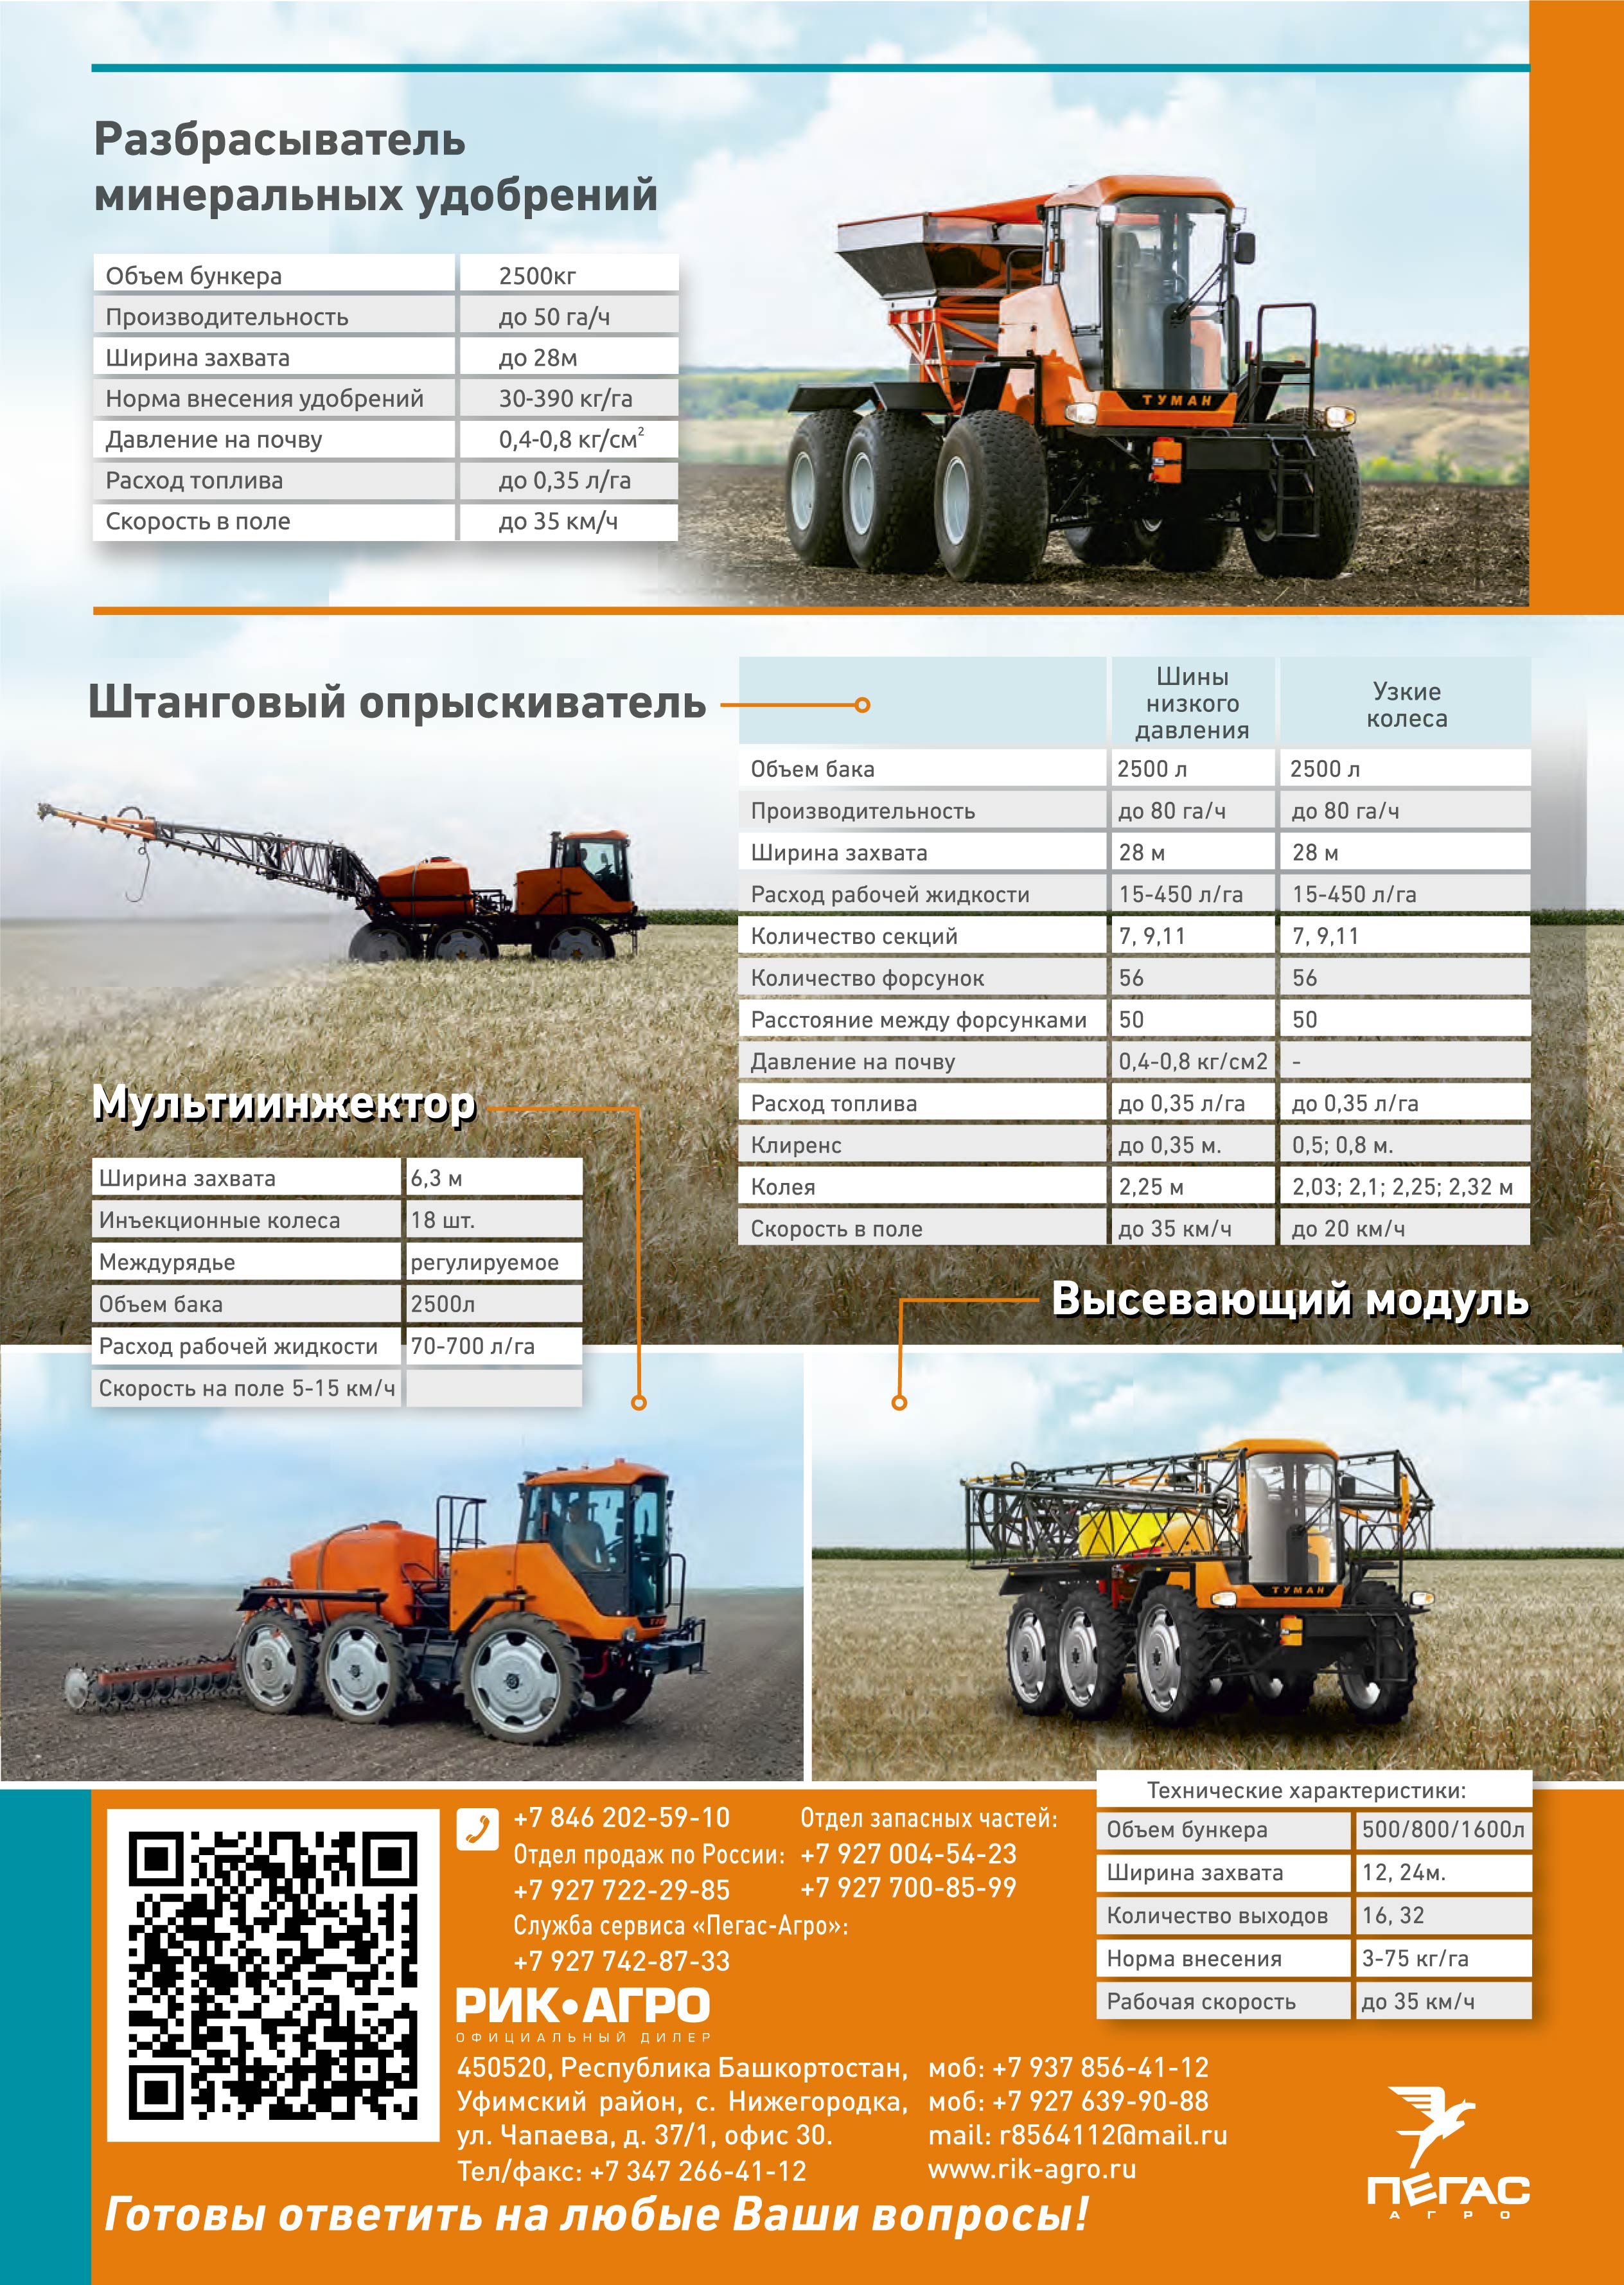 Разбрасыватель
минеральных удобрений
Объем бункера 2500кг
Производительность до 50 га/ч
Ширина захвата до 28м
Норма внесения удобрений 30-390 кг/га
Давление на почву 0,4-0,8 кг/см²
Расход топлива до 0,35 л/га
Скорость в поле до 35 км/ч
ТУМАН
Штанговый опрыскиватель
Шины низкого давления Узкие колеса
Объем бака 2500 л 2500 л
Производительность до 80 га/ч до 80 га/ч
Ширина захвата 28 м 28 м
Расход рабочей жидкости 15-450 л/га 15-450 л/га
Количество секций 7, 9,11 7, 9,11
Количество форсунок 56 56
Расстояние между форсунками 50 50
Давление на почву 0,4-0,8 кг/см2 -
Расход топлива до 0,35 л/га до 0,35 л/га
Клиренс до 0,35 м. 0,5; 0,8 м.
Колея 2,25 м 2,03; 2,1; 2,25; 2,32 м
Скорость в поле до 35 км/ч до 20 км/ч
Мультиинжектор
Ширина захвата 6,3 м
Инъекционные колеса 18 шт.
Междурядье регулируемое
Объем бака 2500л
Расход рабочей жидкости 70-700 л/га
Скорость на поле 5-15 км/ч
Высевающий модуль
ТУМАН
Технические характеристики:
Объем бункера 500/800/1600л
Ширина захвата 12, 24м.
Количество выходов 16, 32
Норма внесения 3-75 кг/га
Рабочая скорость до 35 км/ч
+7 846 202-59-10
Отдел продаж по России:
+7 927 722-29-85
Служба сервиса «Пегас-Агро»:
+7 927 742-87-33
Отдел запасных частей:
+7 927 004-54-23
+7 927 700-85-99
РИК•АГРО
ОФИЦИАЛЬНЫЙ ДИЛЕР
450520, Республика Башкортостан,
Уфимский район, с. Нижегородка,
ул. Чапаева, д. 37/1, офис 30.
Тел/факс: +7 347 266-41-12
моб: +7 937 856-41-12
моб: +7 927 639-90-88
mail: r8564112@mail.ru
www.rik-agro.ru
Готовы ответить на любые Ваши вопросы!
ПЕГАС
АГРО